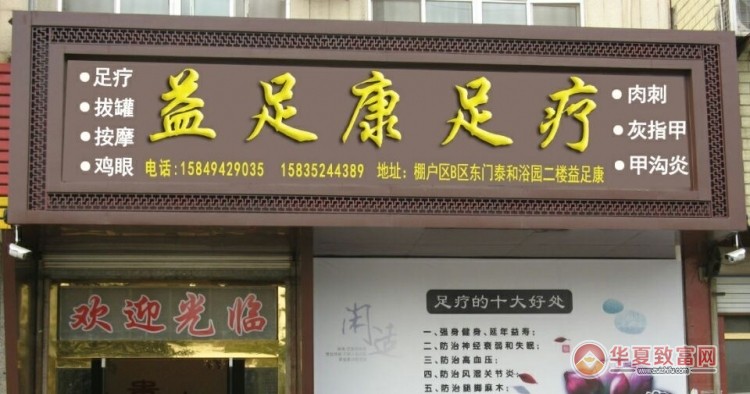 益足康足疗
• 足疗
• 拔罐
• 按摩
• 鸡眼
• 肉刺
• 灰指甲
• 甲沟炎
电话:15849429035 15835244389 地址：棚户区B区东门泰和浴园二楼益足康
欢迎光临
闲适
足疗的十大好处
一、强身健身、延年益寿；
二、防治神经衰弱和失眠；
三、防治高血压；
四、防治风湿关节炎；
五、防治腿脚麻木；
华夏致富网